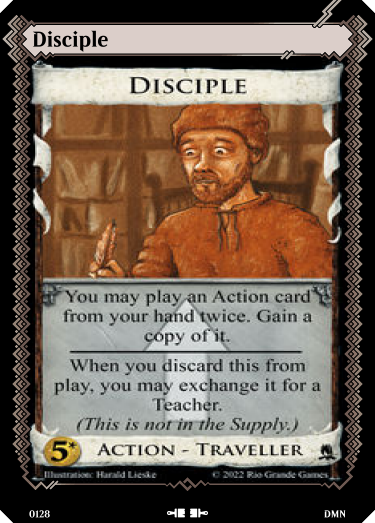 Disciple
DISCIPLE
You may play an Action card
from your hand twice. Gain a
copy of it.
When you discard this from
play, you may exchange it for a
Teacher.
(This is not in the Supply.)
5* ACTION - TRAVELLER
Illustration: Harald Lieske © 2022 Rio Grande Games
0128 DMN